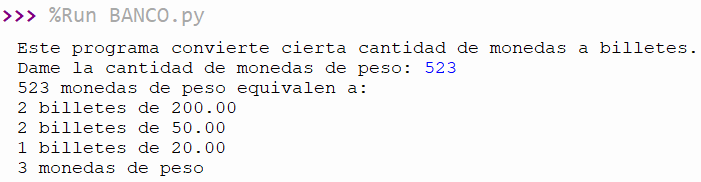 >>> %Run BANCO.py
Este programa convierte cierta cantidad de monedas a billetes.
Dame la cantidad de monedas de peso: 523
523 monedas de peso equivalen a:
2 billetes de 200.00
2 billetes de 50.00
1 billetes de 20.00
3 monedas de peso